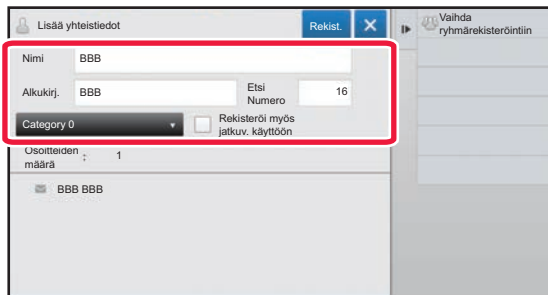 Lisää yhteistiedot
Rekist.
Vaihda
ryhmärekisteröintiin
Nimi
BBB
Alkukirj.
BBB
Etsi
Numero
16
Category 0
Rekisteröi myös
jatkuv. käyttöön
Osoitteiden
määrä
:
1
BBB BBB